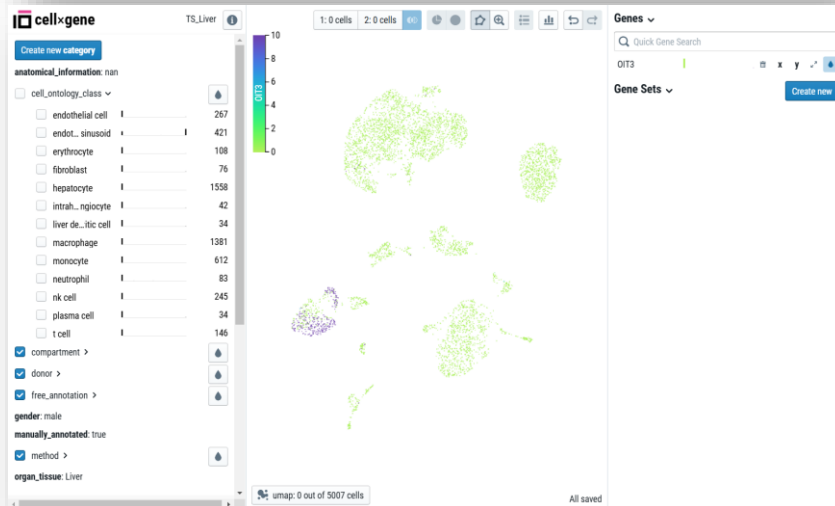 cell×gene
TS_Liver
Create new category
anatomical_information: nan
cell_ontology_class
endothelial cell 267
endot… sinusoid 421
erythrocyte 108
fibroblast 76
hepatocyte 1558
intrah… ngiocyte 42
liver de…itic cell 34
macrophage 1381
monocyte 612
neutrophil 83
nk cell 245
plasma cell 34
t cell 146
compartment
donor
free_annotation
gender: male
manually_annotated: true
method
organ_tissue: Liver
1: 0 cells 2: 0 cells
10
8
6
4
2
0
OIT3
umap: 0 out of 5007 cells
All saved
Genes
Quick Gene Search
OIT3 x y
Gene Sets
Create new